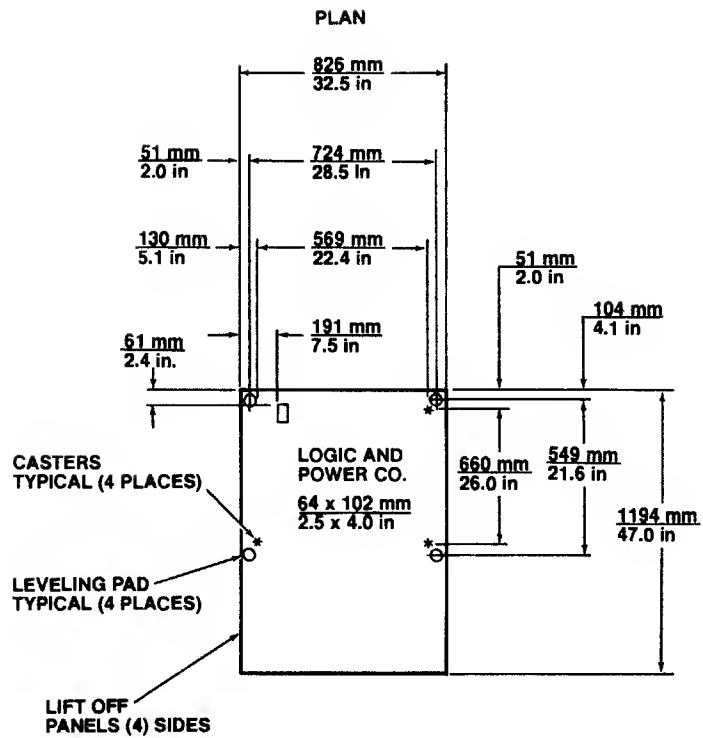 PLAN
826 mm
32.5 in
51 mm
2.0 in
724 mm
28.5 in
130 mm
5.1 in
569 mm
22.4 in
51 mm
2.0 in
61 mm
2.4 in.
191 mm
7.5 in
104 mm
4.1 in
CASTERS
TYPICAL (4 PLACES)
LOGIC AND
POWER CO.
64 x 102 mm
2.5 x 4.0 in
660 mm
26.0 in
549 mm
21.6 in
1194 mm
47.0 in
LEVELING PAD
TYPICAL (4 PLACES)
LIFT OFF
PANELS (4) SIDES